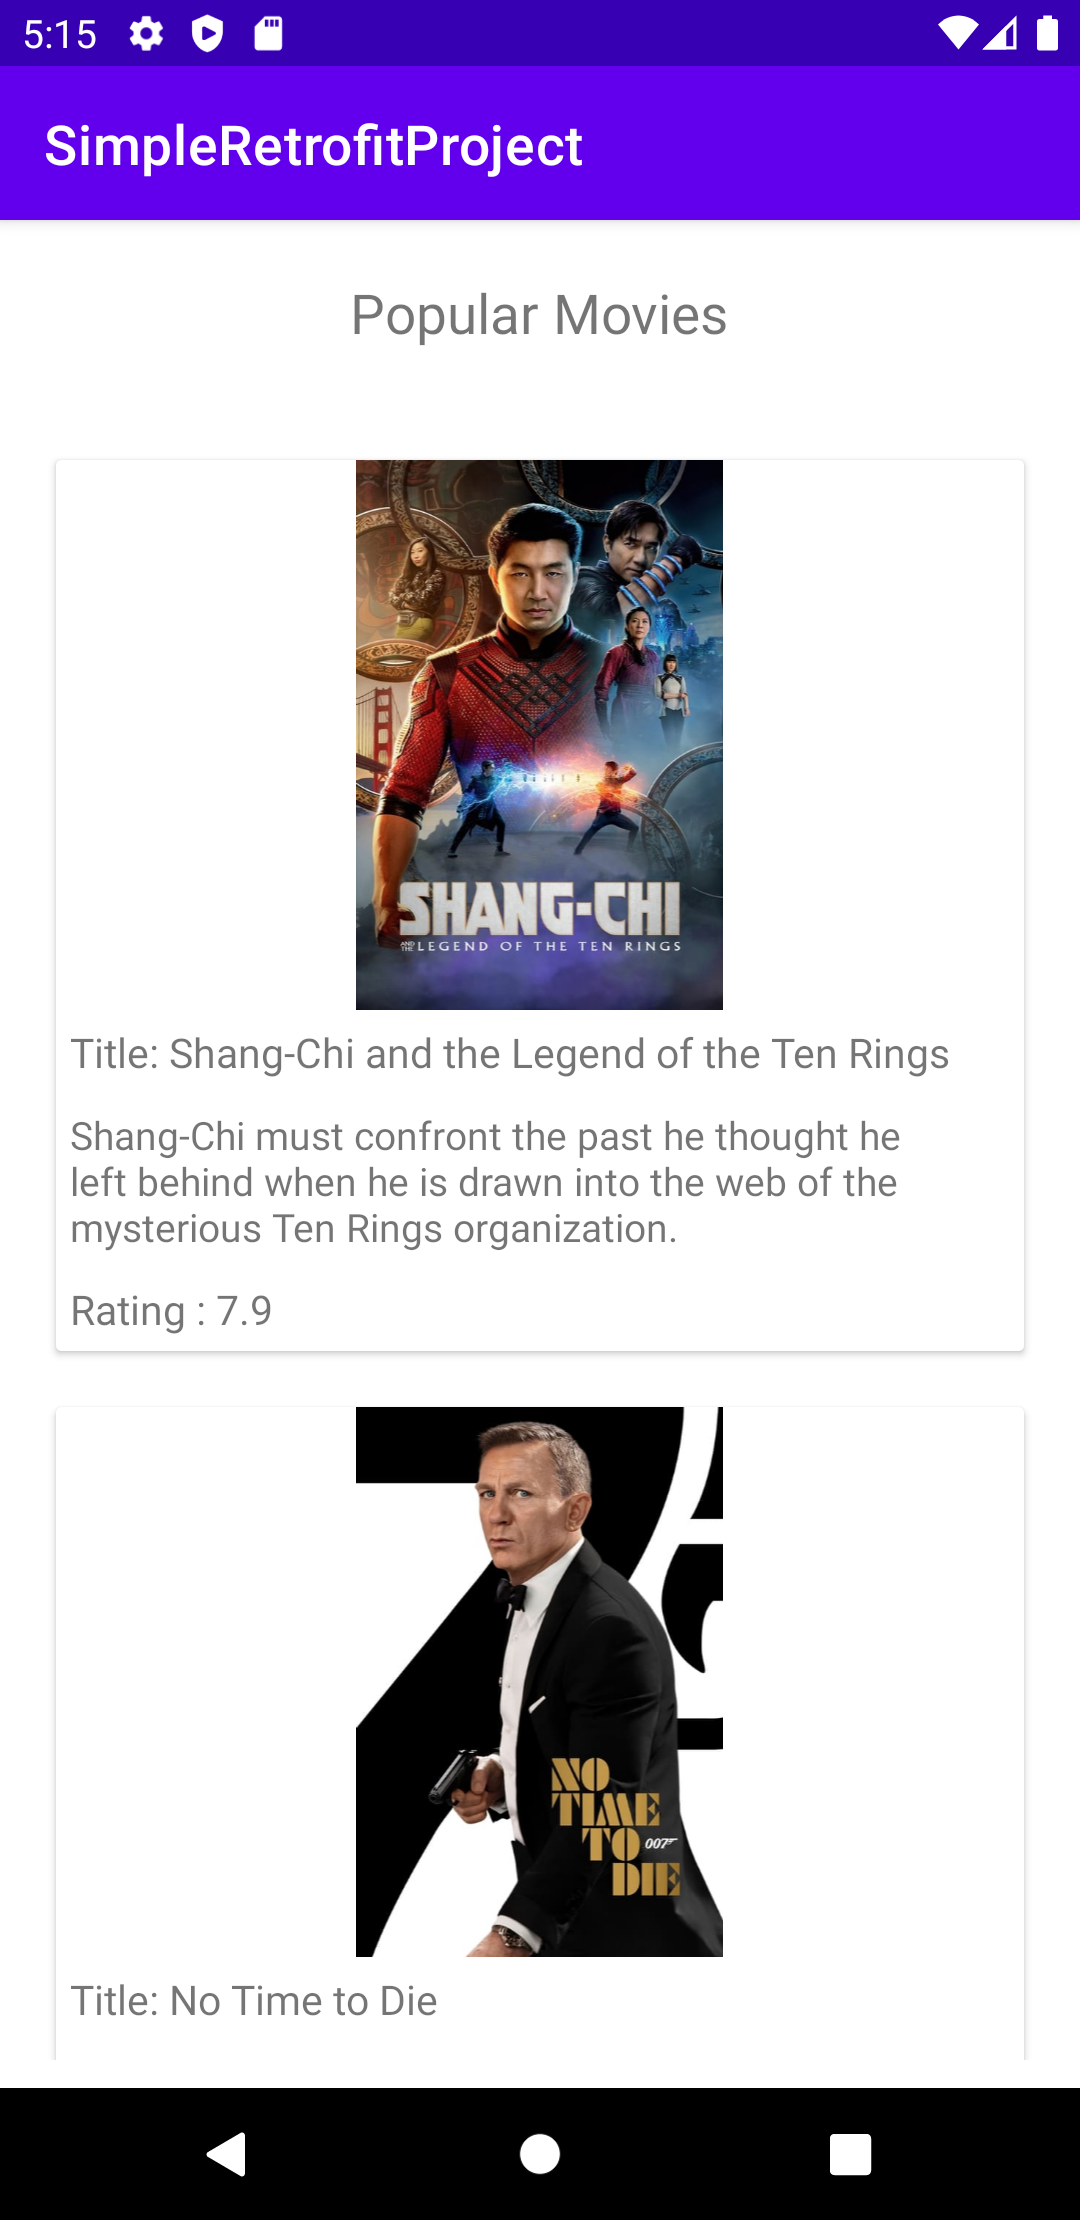 5:15
SimpleRetrofitProject
Popular Movies
SHANG-CHI
AND THE LEGEND OF THE TEN RINGS
Title: Shang-Chi and the Legend of the Ten Rings
Shang-Chi must confront the past he thought he
left behind when he is drawn into the web of the
mysterious Ten Rings organization.
Rating : 7.9
NO
TIME
TO 007
DIE
Title: No Time to Die